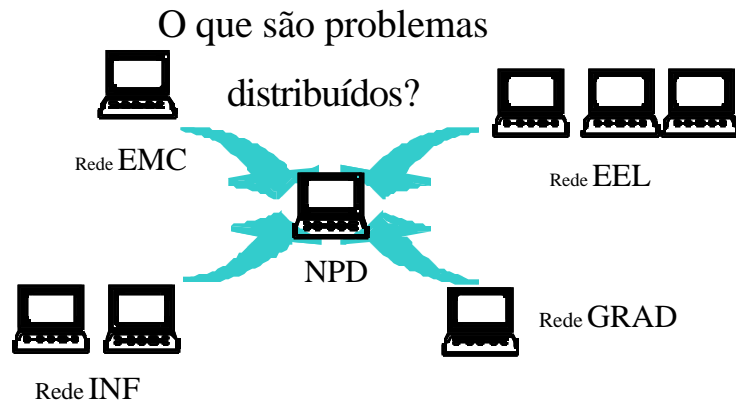 O que são problemas
distribuídos?
Rede EMC
Rede EEL
NPD
Rede GRAD
Rede INF